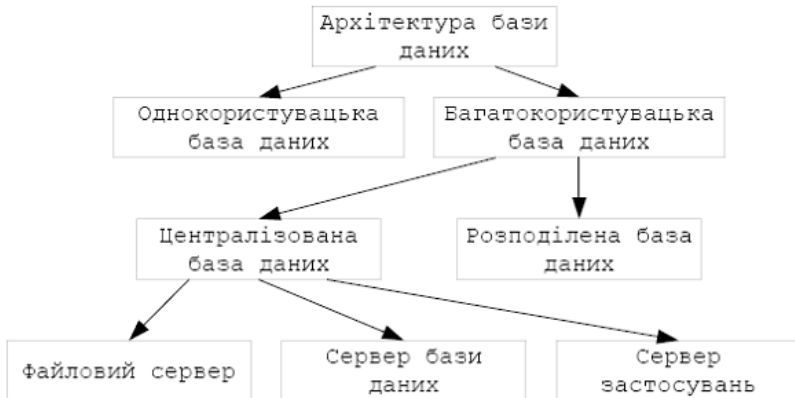 Архітектура бази
даних
Однокористувацька
база даних
Багатокористувацька
база даних
Централізована
база даних
Розподілена база
даних
Файловий сервер
Сервер бази
даних
Сервер
застосувань